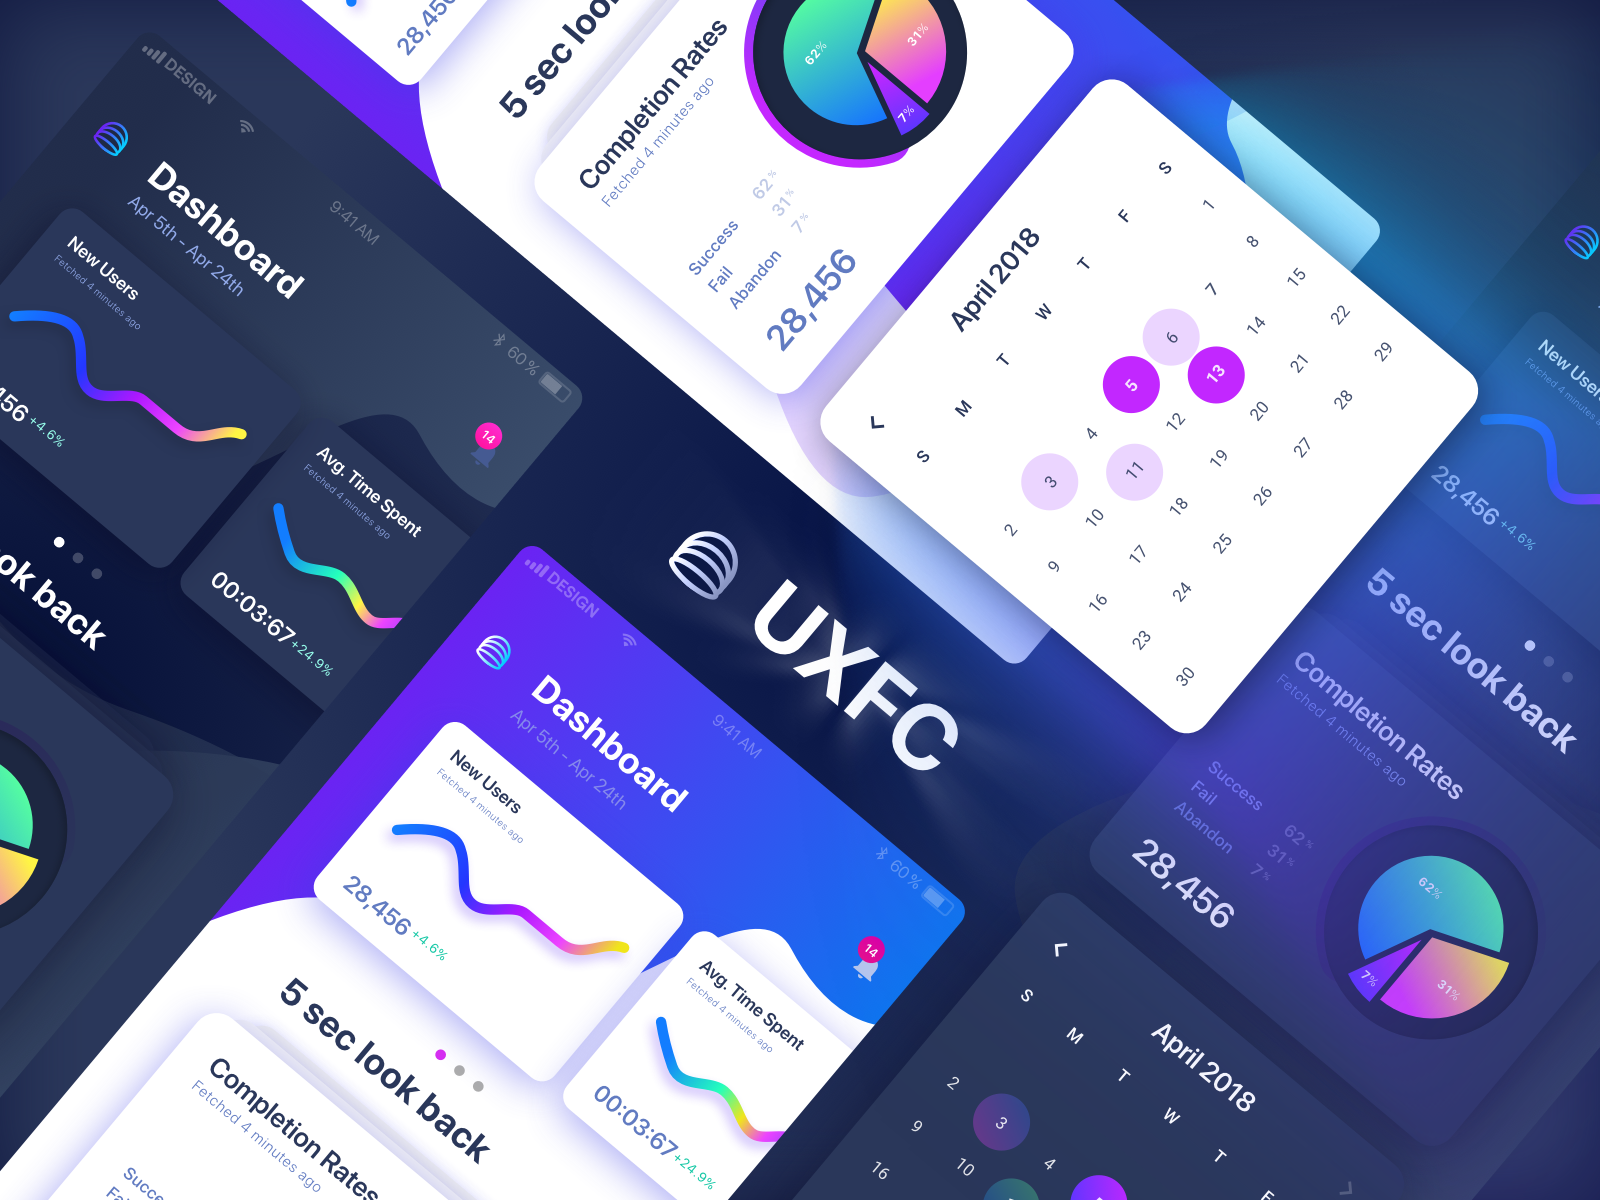 DESIGN
9:41 AM
60%
Dashboard
Apr 5th - Apr 24th
14
New Users
Fetched 4 minutes ago
+4.6%
Avg. Time Spent
Fetched 4 minutes ago
00:03:67 +24.9%
look back
5 sec
Completion Rates
Fetched 4 minutes ago
62%
31%
7%
Success 62%
Fail 31%
Abandon 7%
28,456
April 2018
S M T W T F S
1
2 3 4 5 6 7 8
9 10 11 12 13 14 15
16 17 18 19 20 21 22
23 24 25 26 27 28 29
30
UXFC
DESIGN
9:41 AM
60%
Dashboard
Apr 5th - Apr 24th
14
New Users
Fetched 4 minutes ago
28,456 +4.6%
Avg. Time Spent
Fetched 4 minutes ago
00:03:67 +24.9%
5 sec look back
Completion Rates
Fetched 4 minutes ago
New Users
Fetched 4 minutes ago
28,456 +4.6%
5 sec look back
Completion Rates
Fetched 4 minutes ago
Success 62%
Fail 31%
Abandon 7%
28,456
62%
31%
7%
April 2018
S M T W T F
2 3 4
9 10
16